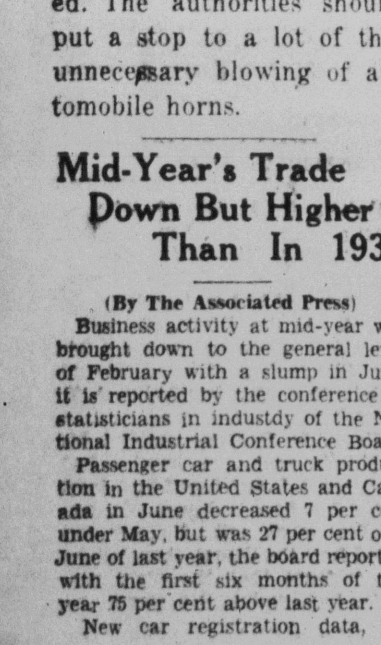 ed. The authorities shou
put a stop to a lot of th
unnecessary blowing of a
tomobile horns.
Mid-Year's Trade
Down But Higher
Than In 193
(By The Associated Press)
Business activity at mid-year w
brought down to the general le
of February with a slump in Ju
it is reported by the conference
statisticians in industdy of the N
tional Industrial Conference Boa
Passenger car and truck produ
tion in the United States and Ca
ada in June decreased 7 per c
under May, but was 27 per cent o
June of last year, the board report
with the first six months of t
year 75 per cent above last year.
New car registration data,